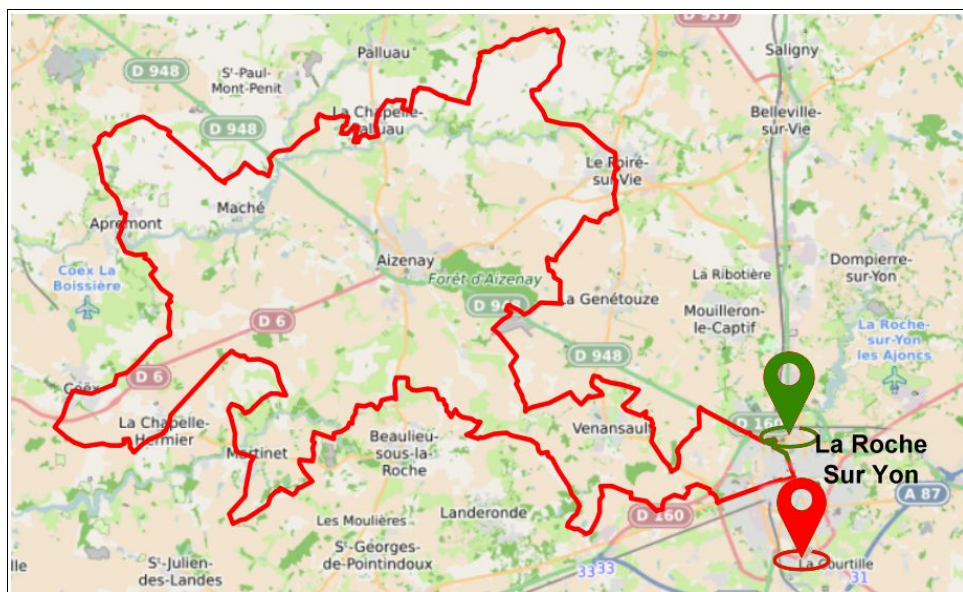 D 937
Saligny
Palluau
D 948
Sᵗ-Paul
Mont-Penit
La Chapelle-
Palluau
D 948
Belleville-
sur-Vie
Le Poiré-
sur-Vie
Maché
Apremont
Aizenay
Forêt d'Aizenay
Coëx La
Boissière
La Ribotière
Dompierre-
sur-Yon
D 948
La Genétouze
Mouilleron-
le-Captif
La Roche-
sur-Yon
les Ajoncs
D 6
D 948
D 6
Coëx
La Chapelle-
Hermier
Martinet
Beaulieu-
sous-la-
Roche
Venansault
D 160
La Roche
Sur Yon
A 87
Landeronde
D 160
Les Moulières
Sᵗ-Georges-
de-Pointindoux
Sᵗ-Julien-
des-Landes
La Courtille
33
33
31